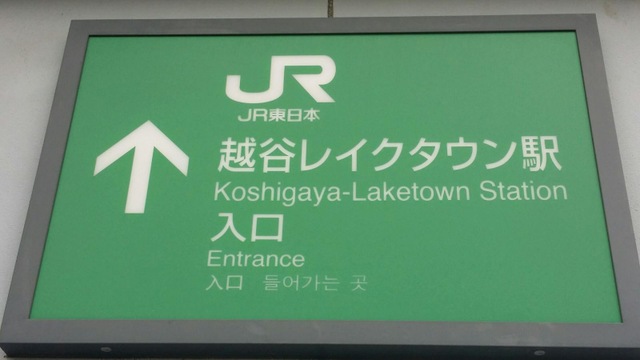 JR
JR東日本
越谷レイクタウン駅
Koshigaya-Laketown Station
入口
Entrance
入口 들어가는 곳